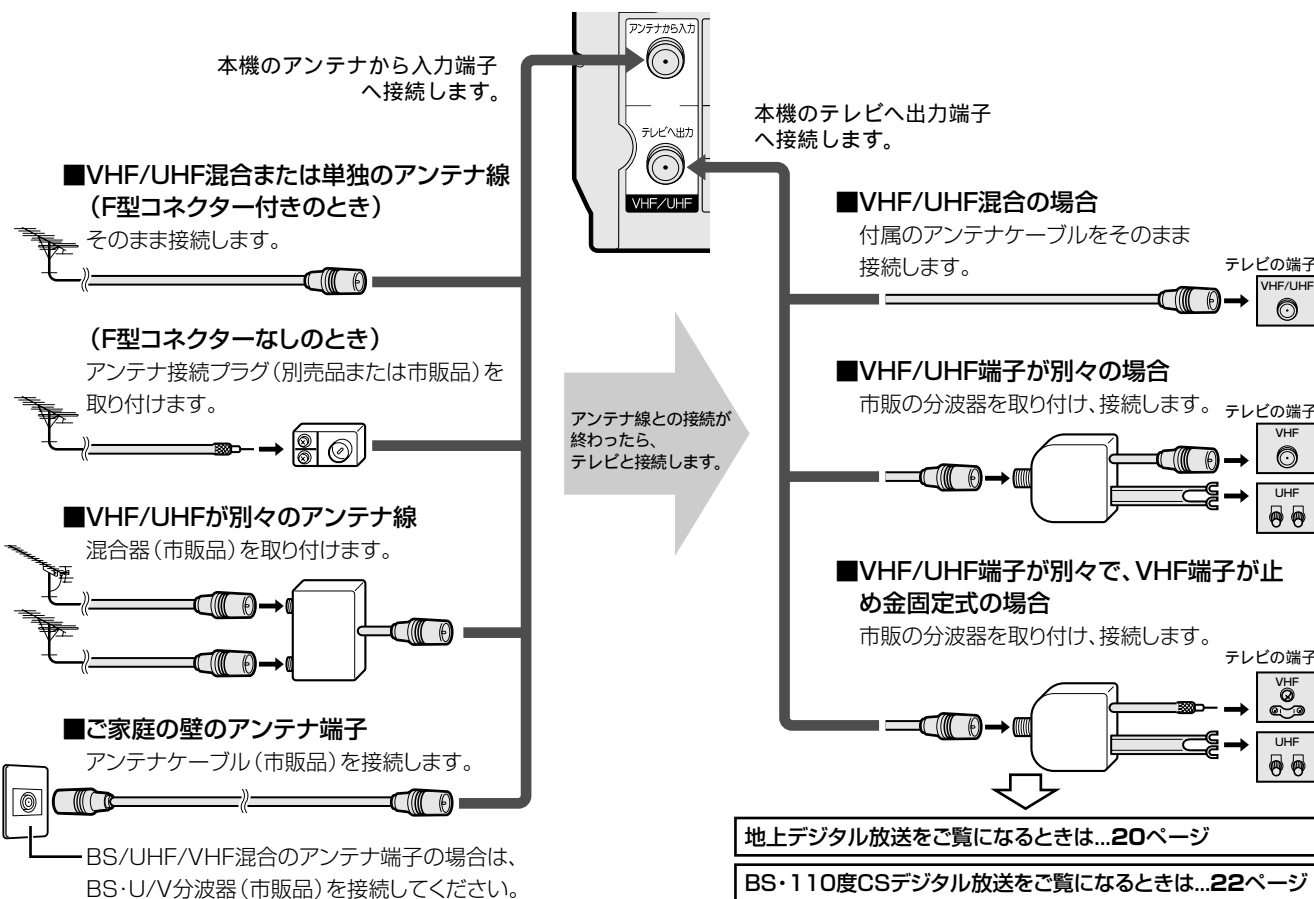 アンテナから入力
テレビへ出力
VHF/UHF
本機のアンテナから入力端子
へ接続します。
■VHF/UHF混合または単独のアンテナ線
（F型コネクター付きのとき）
そのまま接続します。
（F型コネクターなしのとき）
アンテナ接続プラグ（別売品または市販品）を
取り付けます。
■VHF/UHFが別々のアンテナ線
混合器（市販品）を取り付けます。
■ご家庭の壁のアンテナ端子
アンテナケーブル（市販品）を接続します。
BS/UHF/VHF混合のアンテナ端子の場合は、
BS・U/V分波器（市販品）を接続してください。
アンテナ線との接続が
終わったら、
テレビと接続します。
本機のテレビへ出力端子
へ接続します。
■VHF/UHF混合の場合
付属のアンテナケーブルをそのまま
接続します。
テレビの端子
VHF/UHF
■VHF/UHF端子が別々の場合
市販の分波器を取り付け、接続します。
テレビの端子
VHF
UHF
■VHF/UHF端子が別々で、VHF端子が止
め金固定式の場合
市販の分波器を取り付け、接続します。
テレビの端子
VHF
UHF
地上デジタル放送をご覧になるときは...20ページ
BS・110度CSデジタル放送をご覧になるときは...22ページ